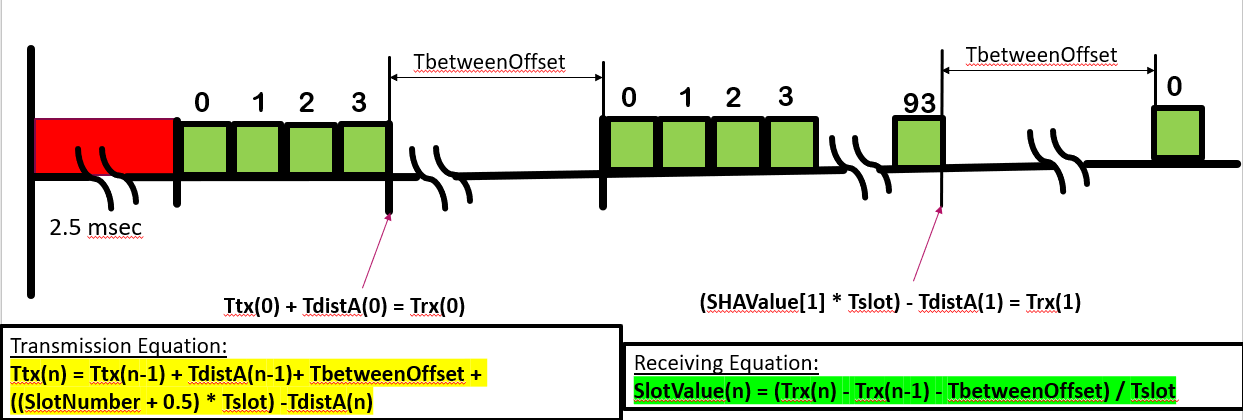 TbetweenOffset
TbetweenOffset
0 1 2 3
0 1 2 3
93
0
2.5 msec
Ttx(0) + TdistA(0) = Trx(0)
(SHAValue[1] * Tslot) - TdistA(1) = Trx(1)
Transmission Equation:
Ttx(n) = Ttx(n-1) + TdistA(n-1)+ TbetweenOffset +
((SlotNumber + 0.5) * Tslot) -TdistA(n)
Receiving Equation:
SlotValue(n) = (Trx(n) - Trx(n-1) - TbetweenOffset) / Tslot